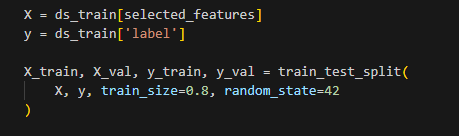 X = ds_train[selected_features]
y = ds_train['label']
X_train, X_val, y_train, y_val = train_test_split(
    X, y, train_size=0.8, random_state=42
)